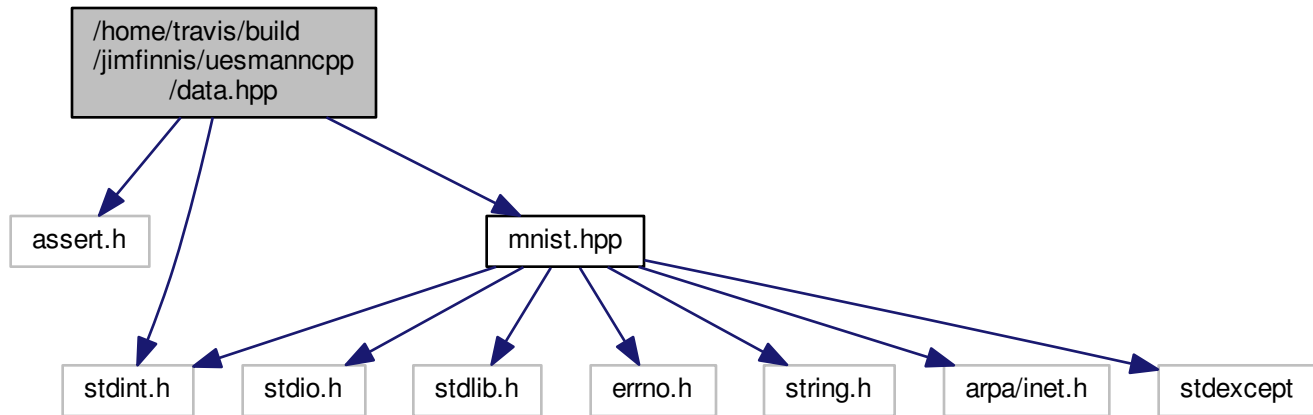 /home/travis/build
/jimfinnis/uesmanncpp
/data.hpp
assert.h
mnist.hpp
stdint.h
stdio.h
stdlib.h
errno.h
string.h
arpa/inet.h
stdexcept